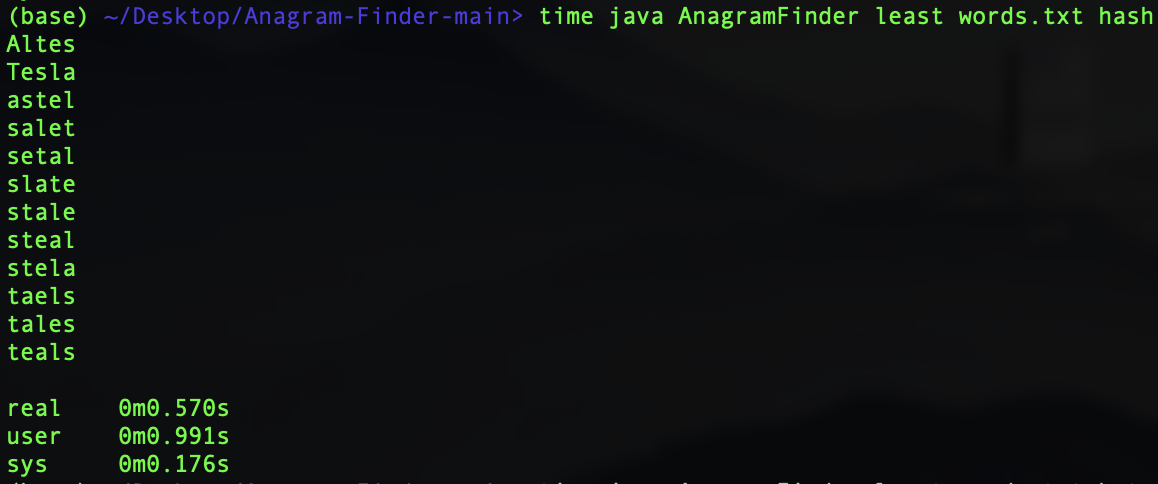 (base) ~/Desktop/Anagram-Finder-main> time java AnagramFinder least words.txt hash
Altes
Tesla
astel
salet
setal
slate
stale
steal
stela
taels
tales
teals
real 0m0.570s
user 0m0.991s
sys 0m0.176s